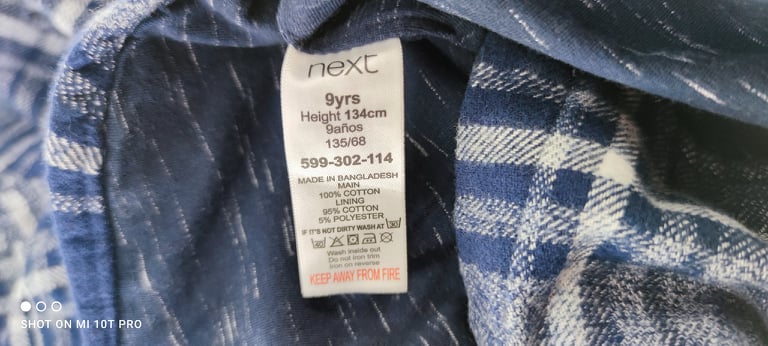 next
9yrs
Height 134cm
9años
135/68
599-302-114
MADE IN BANGLADESH
MAIN
100% COTTON
LINING
95% COTTON
5% POLYESTER
IF IT'S NOT DIRTY WASH AT 30
40
Wash inside out
Do not iron trim
Iron on reverse
KEEP AWAY FROM FIRE
SHOT ON MI 10T PRO